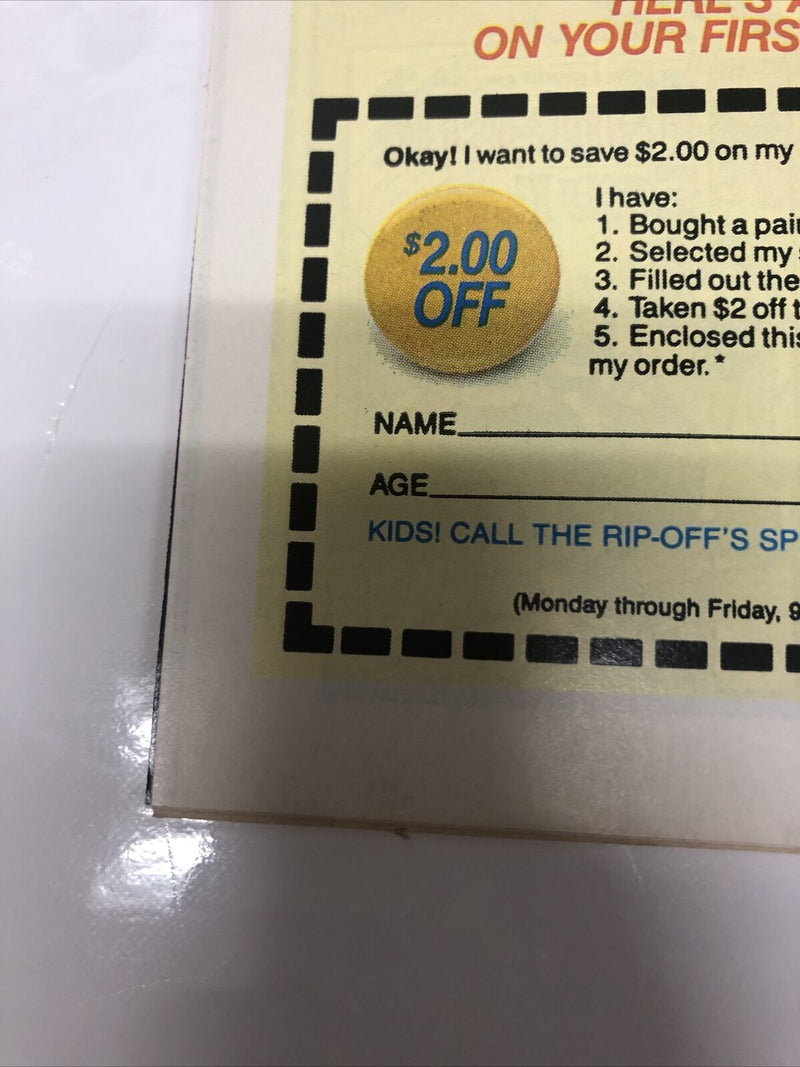 HERE'S A
ON YOUR FIRS
Okay! I want to save $2.00 on my
$2.00
OFF
I have:
1. Bought a pair
2. Selected my
3. Filled out the
4. Taken $2 off t
5. Enclosed this
my order.*
NAME
AGE
KIDS! CALL THE RIP-OFF'S SP
(Monday through Friday, 9